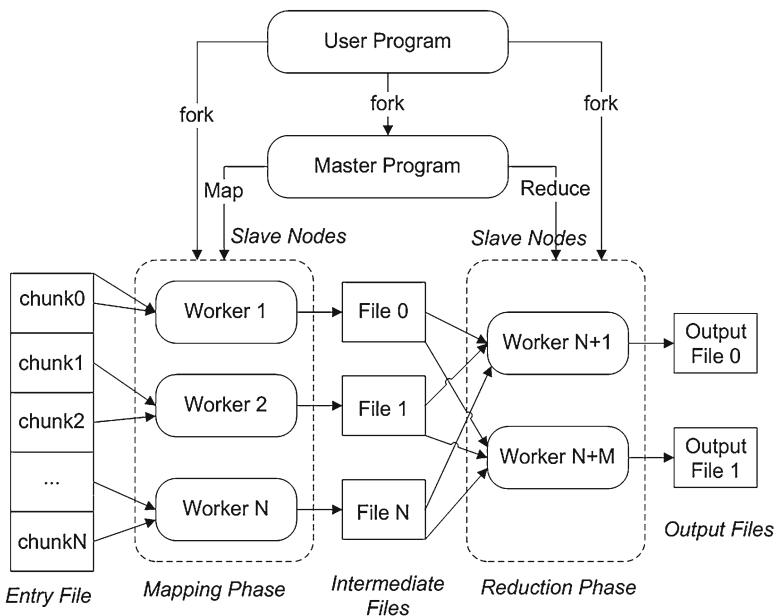 User Program
fork
fork
fork
Master Program
Map
Reduce
Slave Nodes
Slave Nodes
chunk0
chunk1
chunk2
...
chunkN
Worker 1
Worker 2
Worker N
File 0
File 1
File N
Worker N+1
Worker N+M
Output
File 0
Output
File 1
Entry File
Mapping Phase
Intermediate
Files
Reduction Phase
Output Files